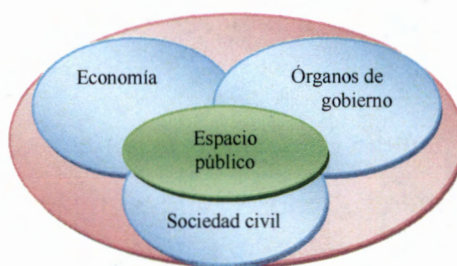 Economía
Órganos de
gobierno
Espacio
público
Sociedad civil